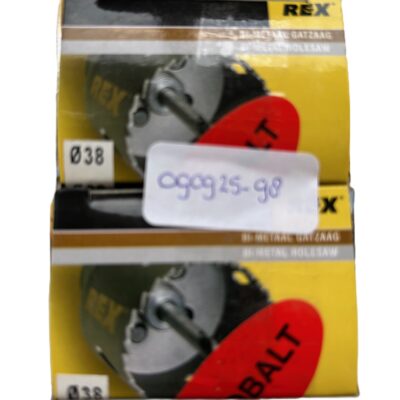 REX
BI-METAAL GATZAAG
BI-METAL HOLESAW
REX
Ø38
BALT
090925-98
REX
BI-METAAL GATZAAG
BI-METAL HOLESAW
REX
OBALT
Ø38